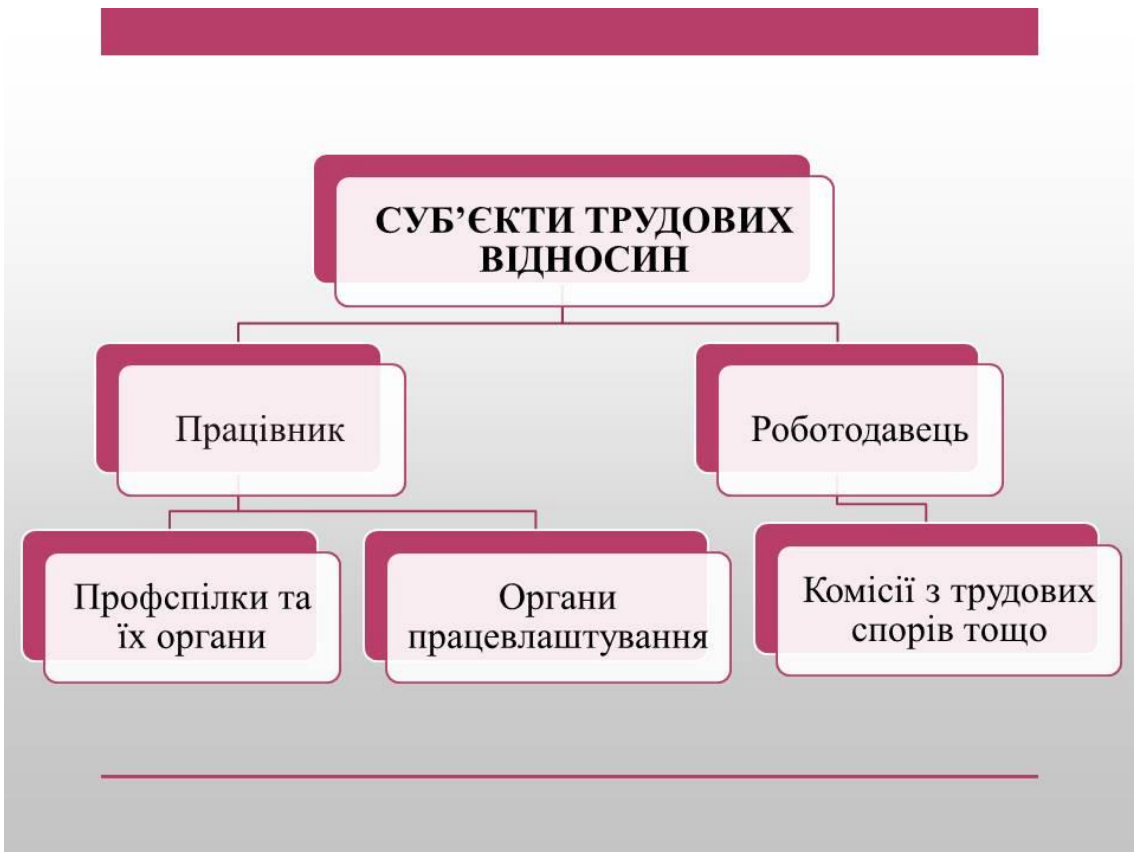 СУБ’ЄКТИ ТРУДОВИХ
ВІДНОСИН
Працівник
Роботодавець
Профспілки та
їх органи
Органи
працевлаштування
Комісії з трудових
спорів тощо